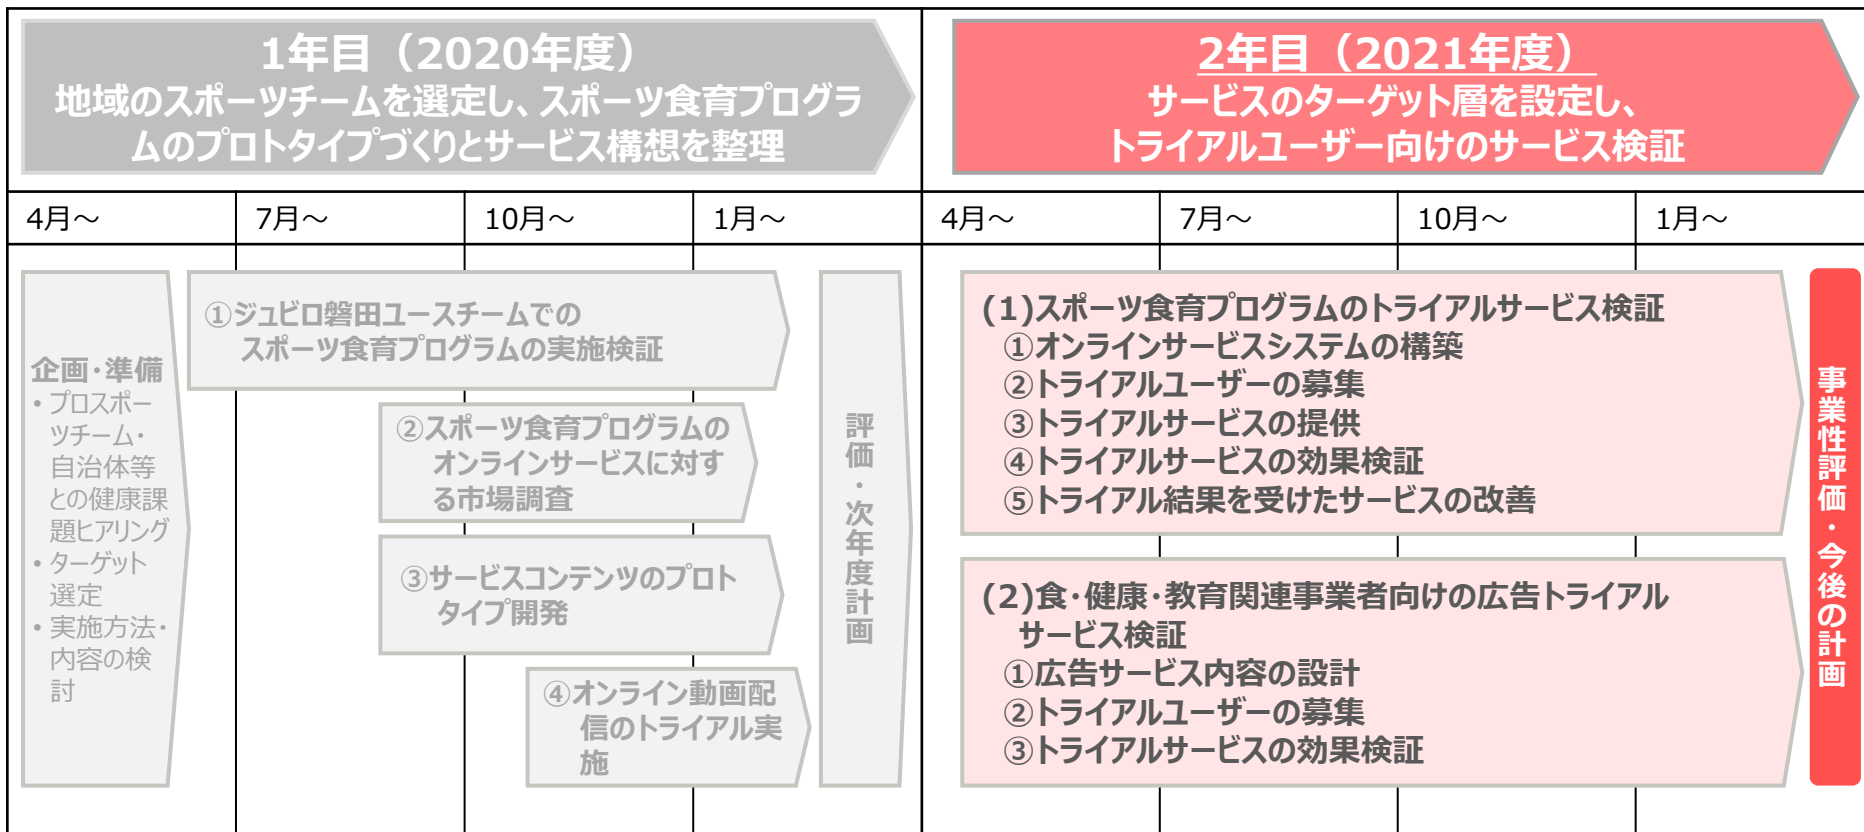 1年目（2020年度）
地域のスポーツチームを選定し、スポーツ食育プログラ
ムのプロトタイプづくりとサービス構想を整理
2年目（2021年度）
サービスのターゲット層を設定し、
トライアルユーザー向けのサービス検証
4月～
7月～
10月～
1月～
4月～
7月～
10月～
1月～
企画・準備
・プロスポー
ツチーム・
自治体等
との健康課
題ヒアリング
・ターゲット
選定
・実施方法・
内容の検
討
①ジュビロ磐田ユースチームでの
スポーツ食育プログラムの実施検証
②スポーツ食育プログラムの
オンラインサービスに対す
る市場調査
③サービスコンテンツのプロト
タイプ開発
④オンライン動画配
信のトライアル実
施
評価・次年度計画
(1)スポーツ食育プログラムのトライアルサービス検証
①オンラインサービスシステムの構築
②トライアルユーザーの募集
③トライアルサービスの提供
④トライアルサービスの効果検証
⑤トライアル結果を受けたサービスの改善
(2)食・健康・教育関連事業者向けの広告トライアル
サービス検証
①広告サービス内容の設計
②トライアルユーザーの募集
③トライアルサービスの効果検証
事業性評価・今後の計画